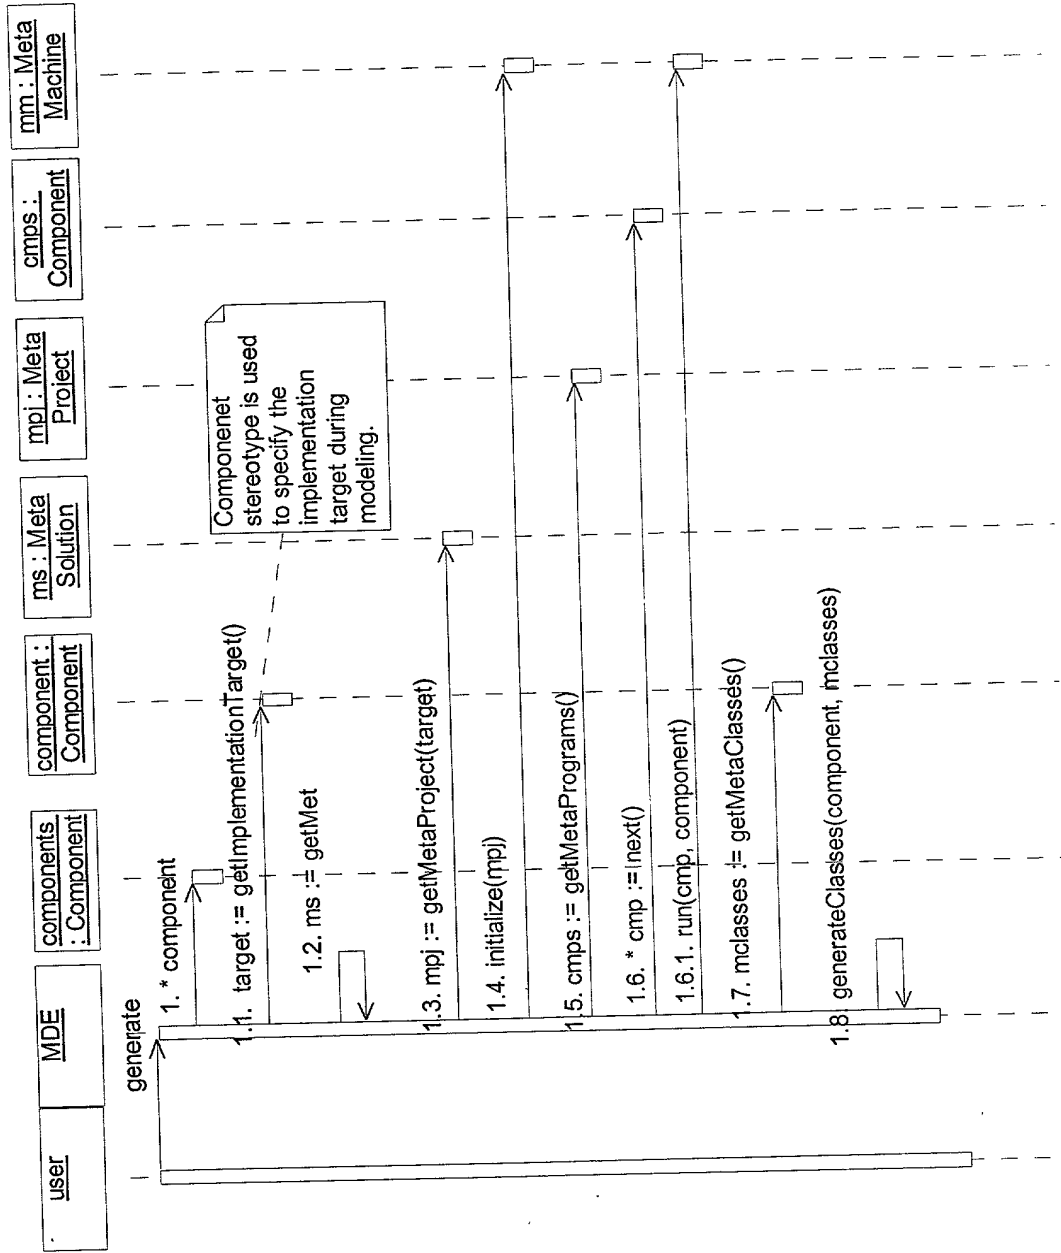 user
MDE
components
: Component
component :
Component
ms : Meta
Solution
mpj : Meta
Project
cmps :
Component
mm : Meta
Machine
generate
1. * component
1.1. target := getImplementationTarget()
Componenet
stereotype is used
to specify the
implementation
target during
modeling.
1.2. ms := getMet
1.3. mpj := getMetaProject(target)
1.4. initialize(mpj)
1.5. cmps := getMetaPrograms()
1.6. * cmp := next()
1.6.1. run(cmp, component)
1.7. mclasses := getMetaClasses()
1.8. generateClasses(component, mclasses)